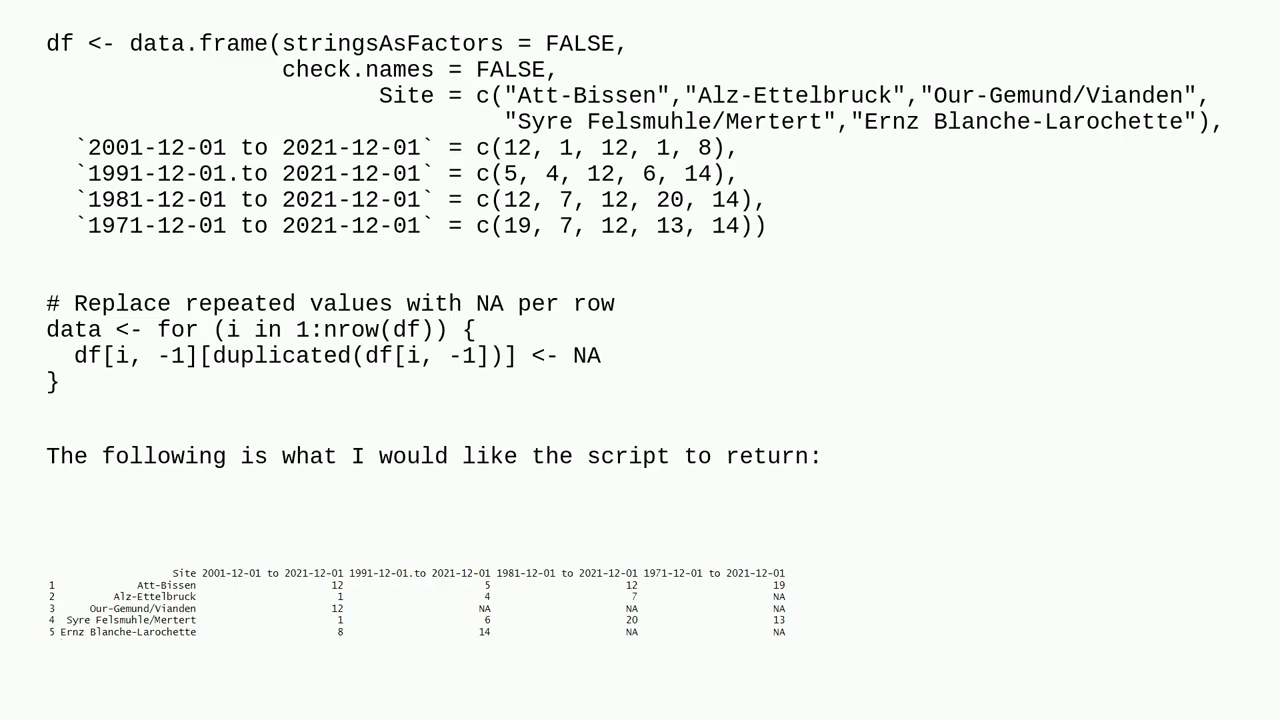 df <- data.frame(stringsAsFactors = FALSE,
                 check.names = FALSE,
                        Site = c("Att-Bissen","Alz-Ettelbruck","Our-Gemund/Vianden",
                                 "Syre Felsmuhle/Mertert","Ernz Blanche-Larochette"),
  `2001-12-01 to 2021-12-01` = c(12, 1, 12, 1, 8),
  `1991-12-01.to 2021-12-01` = c(5, 4, 12, 6, 14),
  `1981-12-01 to 2021-12-01` = c(12, 7, 12, 20, 14),
  `1971-12-01 to 2021-12-01` = c(19, 7, 12, 13, 14))
# Replace repeated values with NA per row
data <- for (i in 1:nrow(df)) {
  df[i, -1][duplicated(df[i, -1])] <- NA
}
The following is what I would like the script to return:
Site 2001-12-01 to 2021-12-01 1991-12-01.to 2021-12-01 1981-12-01 to 2021-12-01 1971-12-01 to 2021-12-01
1 Att-Bissen 12 5 12 19
2 Alz-Ettelbruck 1 4 7 NA
3 Our-Gemund/Vianden 12 NA NA NA
4 Syre Felsmuhle/Mertert 1 6 20 13
5 Ernz Blanche-Larochette 8 14 NA NA